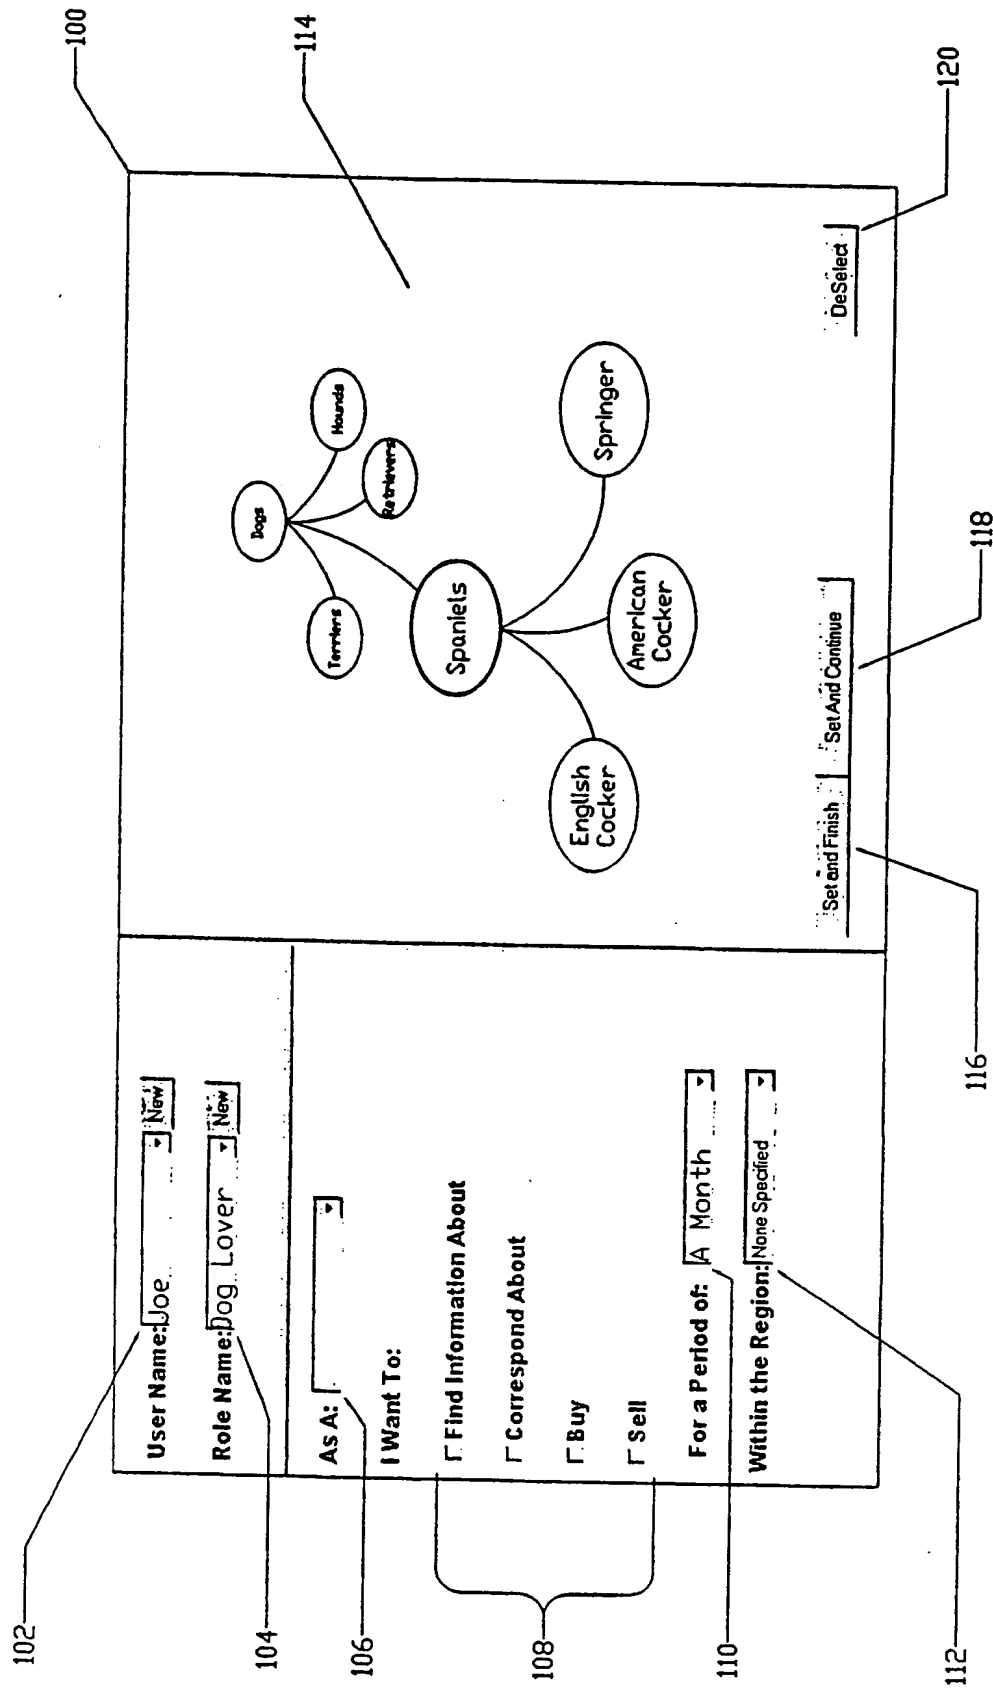 100
114
120
102
User Name: Joe New
Role Name: Dog Lover New
104
As A:
106
I Want To:
Find Information About
Correspond About
Buy
Sell
108
For a Period of: A Month
110
Within the Region: None Specified
112
Dogs
Terriers
Retrievers
Hounds
Spaniels
English
Cocker
American
Cocker
Springer
Set and Finish
Set And Continue
DeSelect
116
118